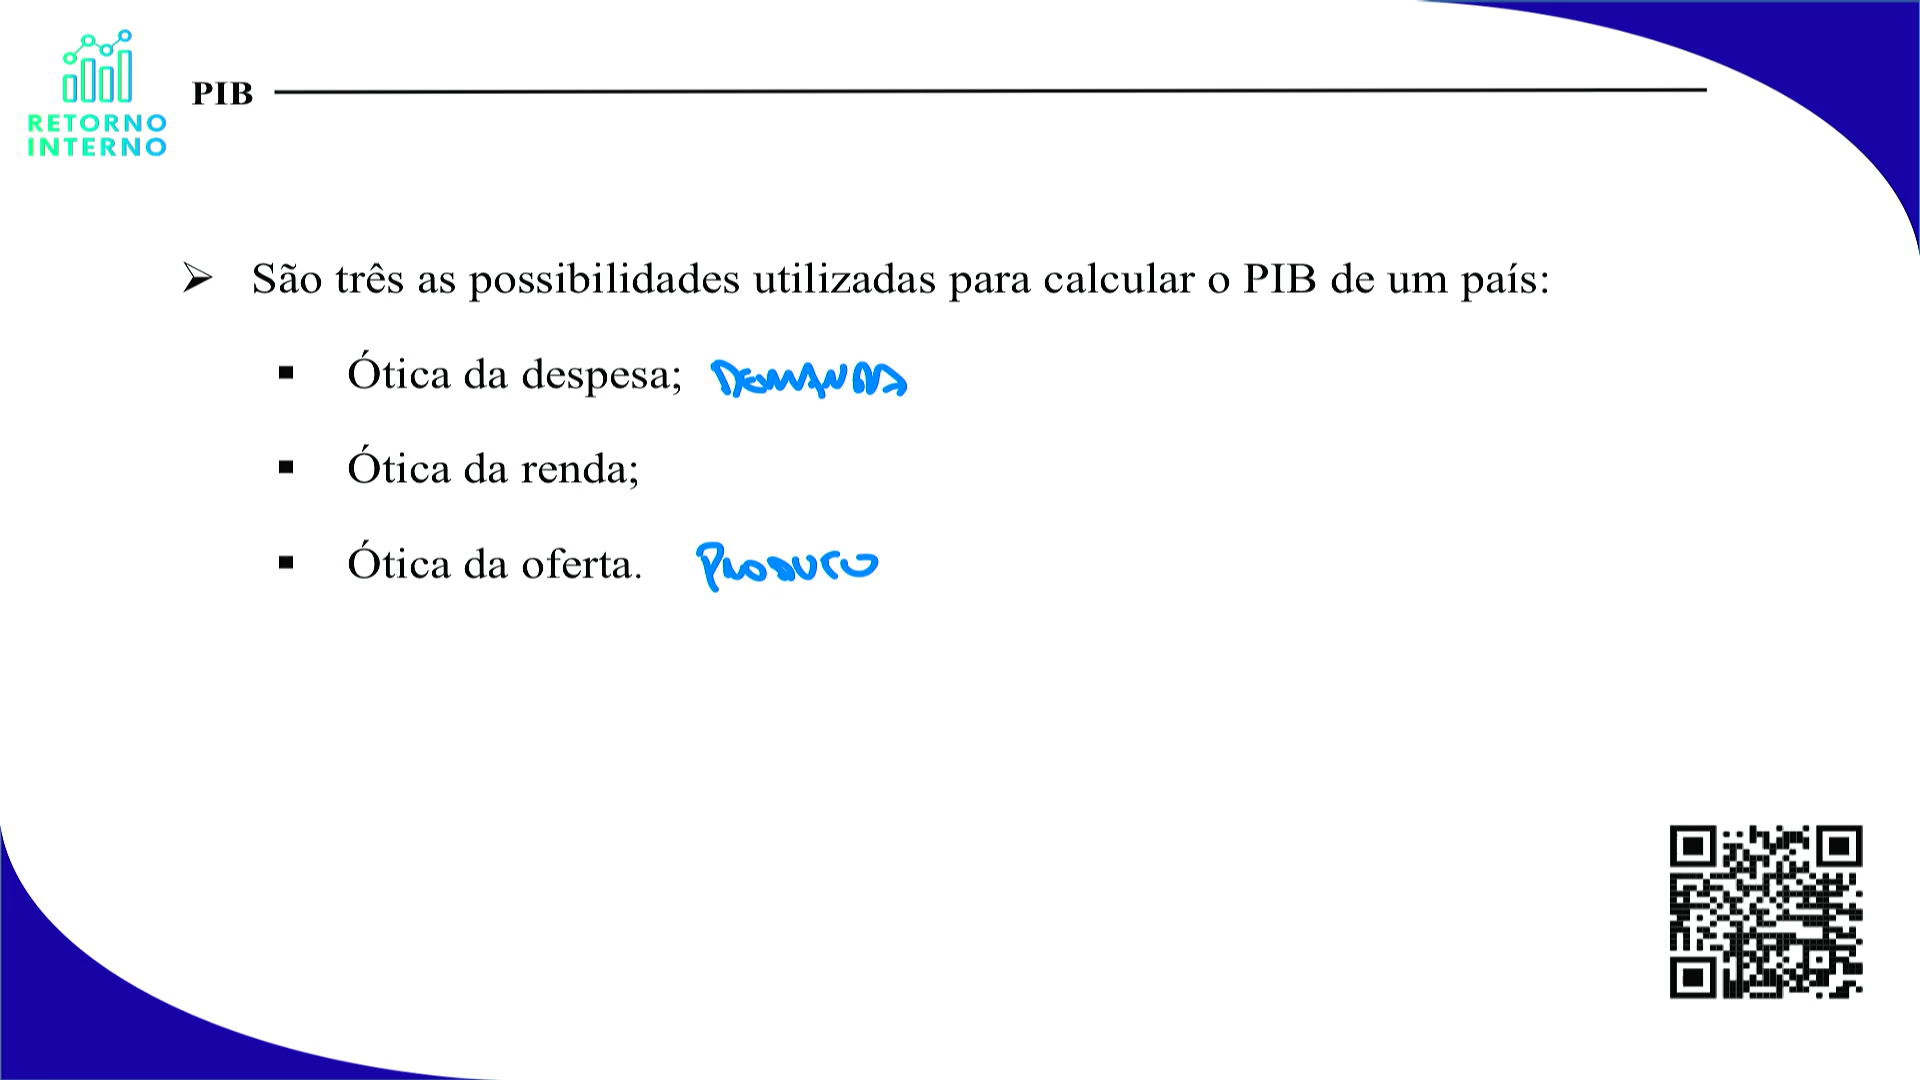 RETORNO
INTERNO
PIB
São três as possibilidades utilizadas para calcular o PIB de um país:
Ótica da despesa; DEMANDA
Ótica da renda;
Ótica da oferta. PRODUTO